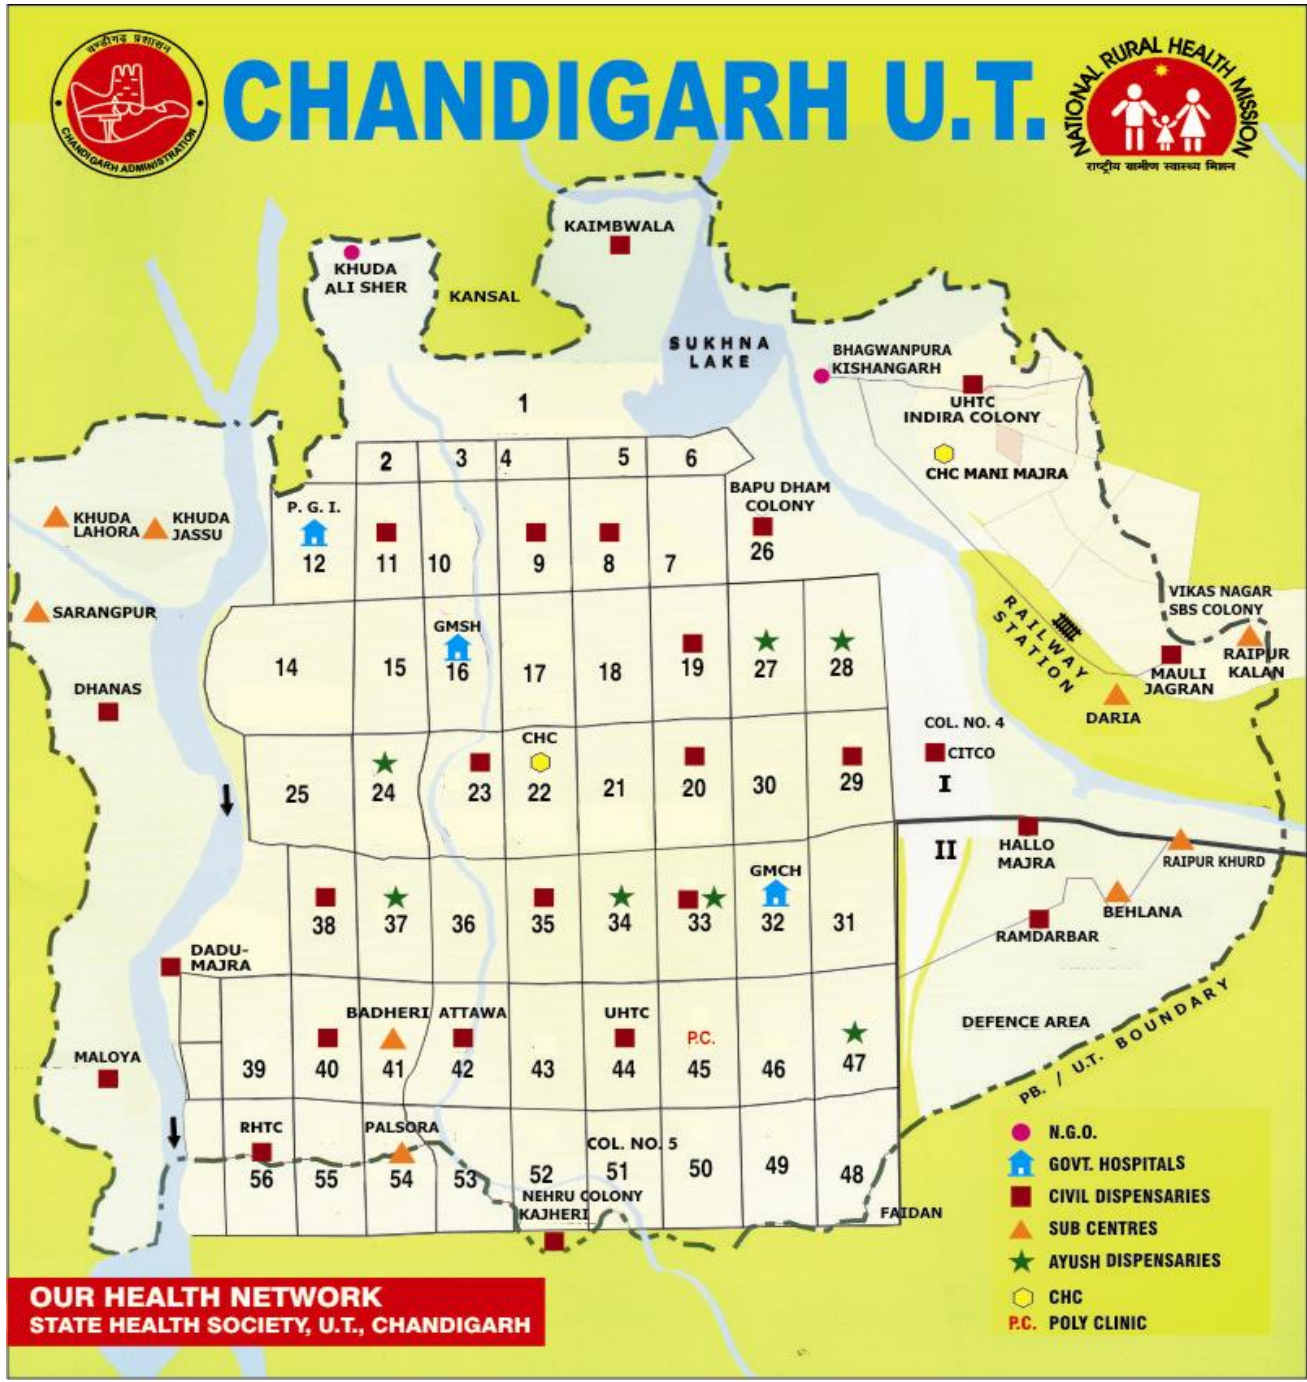 चण्डीगढ़ प्रशासन
CHANDIGARH ADMINISTRATION
CHANDIGARH U.T.
NATIONAL RURAL HEALTH MISSION
राष्ट्रीय ग्रामीण स्वास्थ्य मिशन
KAIMBWALA
KHUDA
ALI SHER
KANSAL
SUKHNA
LAKE
BHAGWANPURA
KISHANGARH
UHTC
INDIRA COLONY
CHC MANI MAJRA
1
2
3
4
5
6
BAPU DHAM
COLONY
26
P. G. I.
12
11
10
9
8
7
KHUDA
LAHORA
KHUDA
JASSU
SARANGPUR
DHANAS
RAILWAY
STATION
VIKAS NAGAR
SBS COLONY
RAIPUR
KALAN
MAULI
JAGRAN
DARIA
GMSH
14
15
16
17
18
19
27
28
COL. NO. 4
CITCO
I
CHC
25
24
23
22
21
20
30
29
II
HALLO
MAJRA
RAIPUR KHURD
BEHLANA
RAMDARBAR
GMCH
38
37
36
35
34
33
32
31
DADU-
MAJRA
BADHERI
ATTAWA
UHTC
P.C.
39
40
41
42
43
44
45
46
47
MALOYA
DEFENCE AREA
PB. / U.T. BOUNDARY
RHTC
PALSORA
COL. NO. 5
56
55
54
53
52
51
50
49
48
NEHRU COLONY
KAJHERI
FAIDAN
N.G.O.
GOVT. HOSPITALS
CIVIL DISPENSARIES
SUB CENTRES
AYUSH DISPENSARIES
CHC
P.C. POLY CLINIC
OUR HEALTH NETWORK
STATE HEALTH SOCIETY, U.T., CHANDIGARH